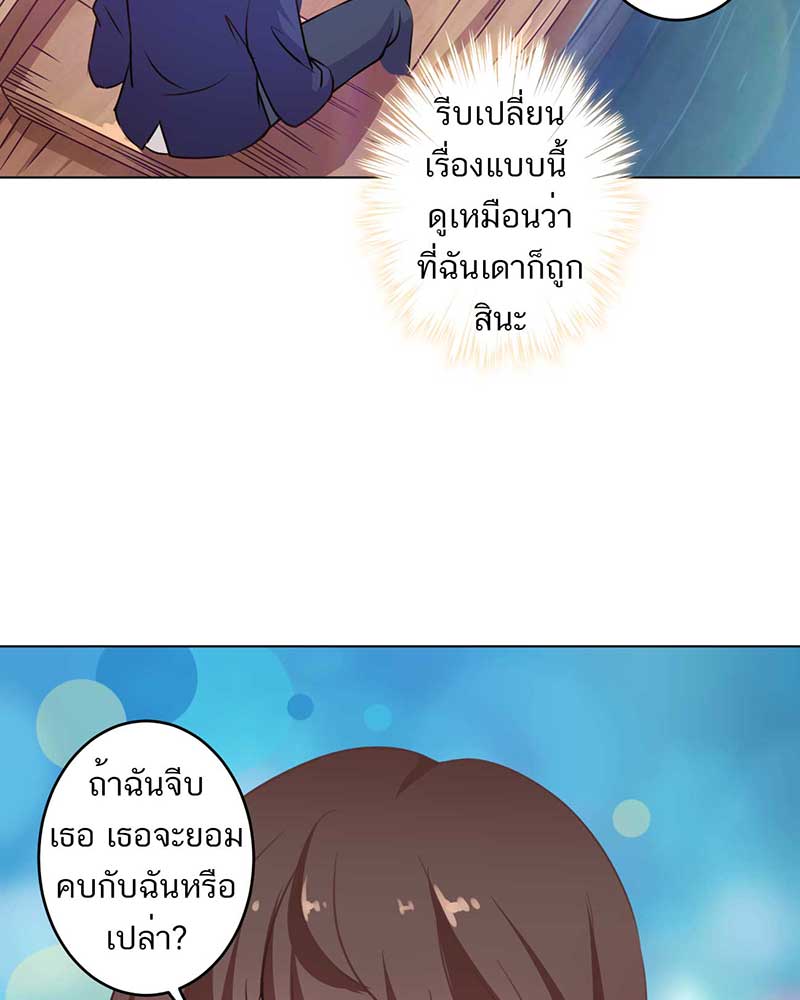 รีบเปลี่ยน
เรื่องแบบนี้
ดูเหมือนว่า
ที่ฉันเดาก็ถูก
สินะ
ถ้าฉันจีบ
เธอ เธอจะยอม
คบกับฉันหรือ
เปล่า?